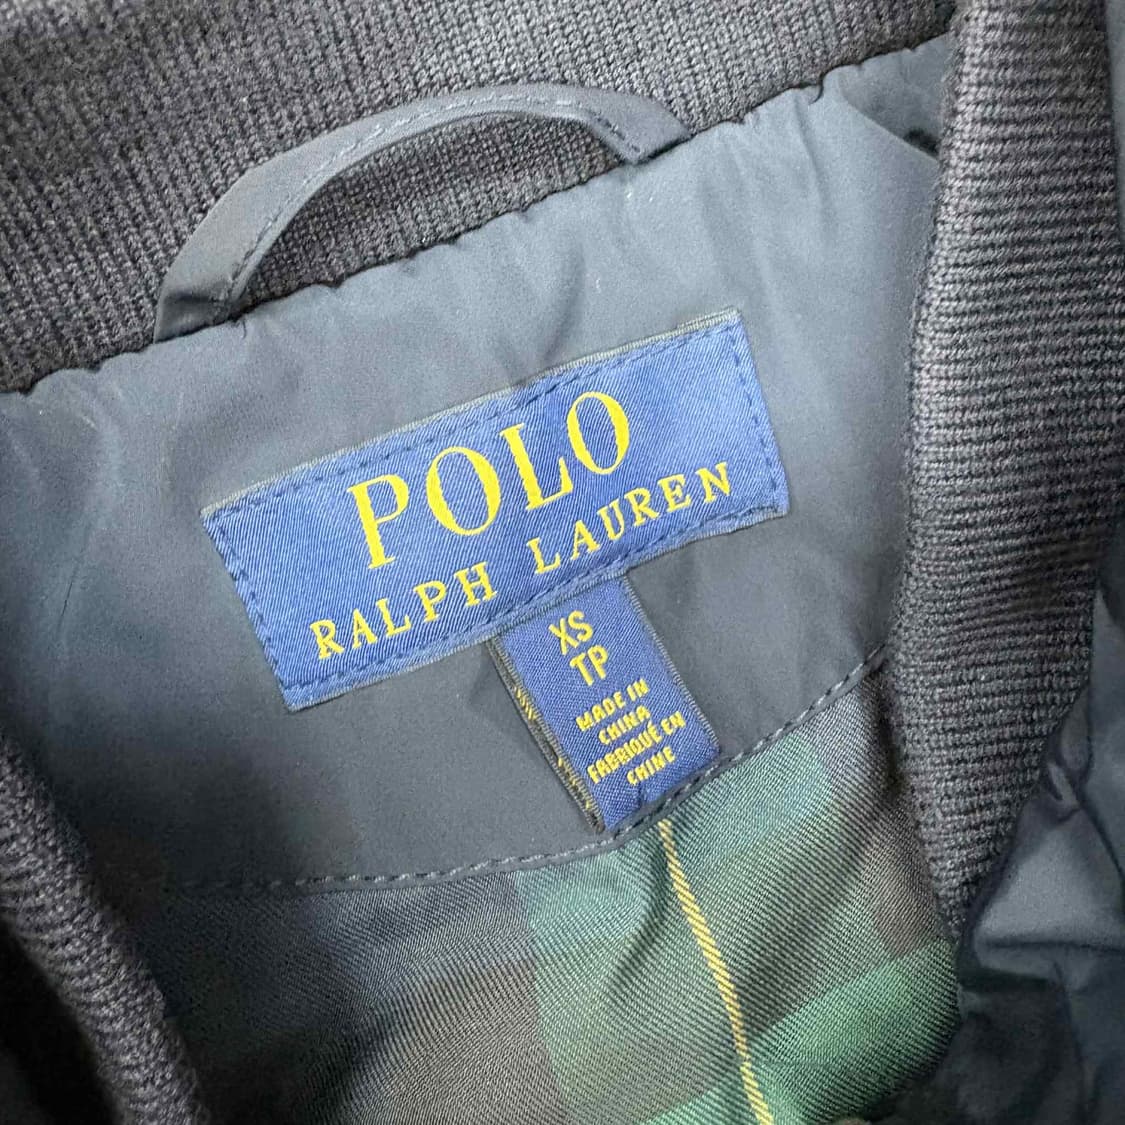 POLO
RALPH LAUREN
XS
TP
MADE IN
CHINA
FABRIQUÉ EN
CHINE